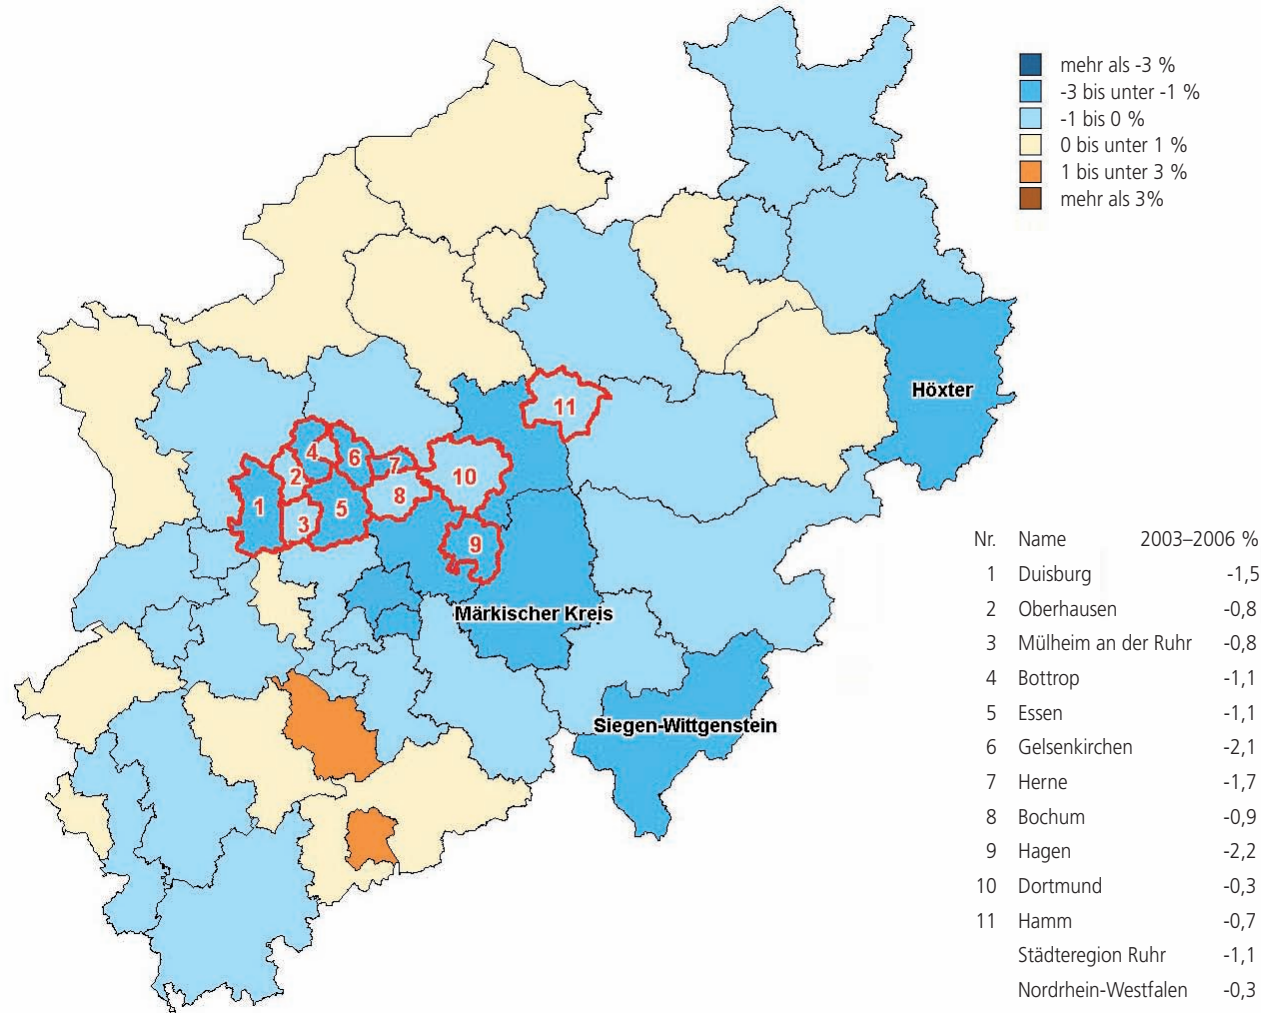 mehr als -3 %
-3 bis unter -1 %
-1 bis 0 %
0 bis unter 1 %
1 bis unter 3 %
mehr als 3%
Höxter
11
4
6
7
10
2
1
5
8
3
9
Märkischer Kreis
Siegen-Wittgenstein
Nr. Name 2003–2006 %
1 Duisburg -1,5
2 Oberhausen -0,8
3 Mülheim an der Ruhr -0,8
4 Bottrop -1,1
5 Essen -1,1
6 Gelsenkirchen -2,1
7 Herne -1,7
8 Bochum -0,9
9 Hagen -2,2
10 Dortmund -0,3
11 Hamm -0,7
Städteregion Ruhr -1,1
Nordrhein-Westfalen -0,3